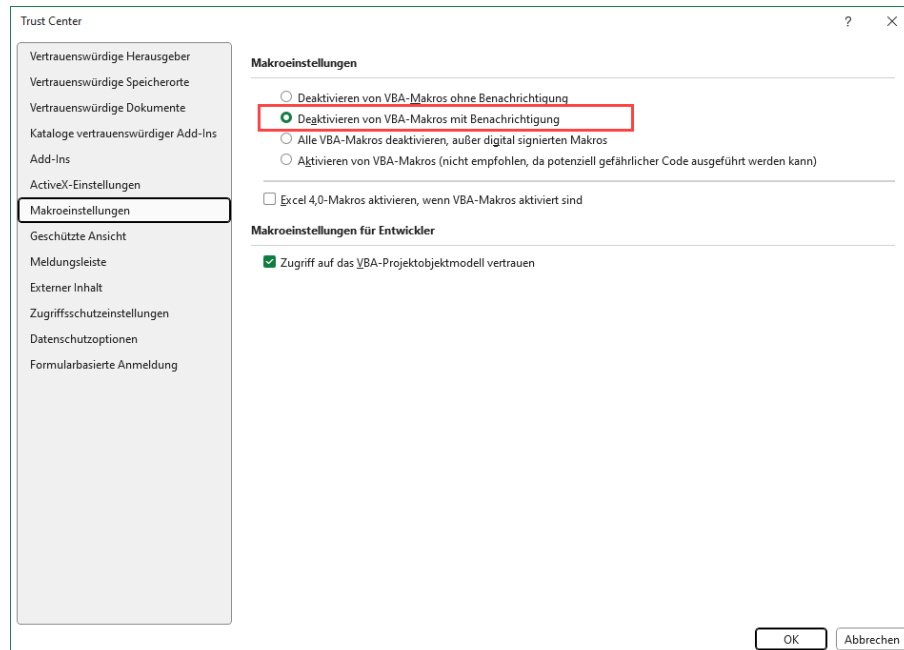 Trust Center
?
Vertrauenswürdige Herausgeber
Vertrauenswürdige Speicherorte
Vertrauenswürdige Dokumente
Kataloge vertrauenswürdiger Add-Ins
Add-Ins
ActiveX-Einstellungen
Makroeinstellungen
Geschützte Ansicht
Meldungsleiste
Externer Inhalt
Zugriffsschutzeinstellungen
Datenschutzoptionen
Formularbasierte Anmeldung
Makroeinstellungen
Deaktivieren von VBA-Makros ohne Benachrichtigung
Deaktivieren von VBA-Makros mit Benachrichtigung
Alle VBA-Makros deaktivieren, außer digital signierten Makros
Aktivieren von VBA-Makros (nicht empfohlen, da potenziell gefährlicher Code ausgeführt werden kann)
Excel 4,0-Makros aktivieren, wenn VBA-Makros aktiviert sind
Makroeinstellungen für Entwickler
Zugriff auf das VBA-Projektobjektmodell vertrauen
OK
Abbrechen